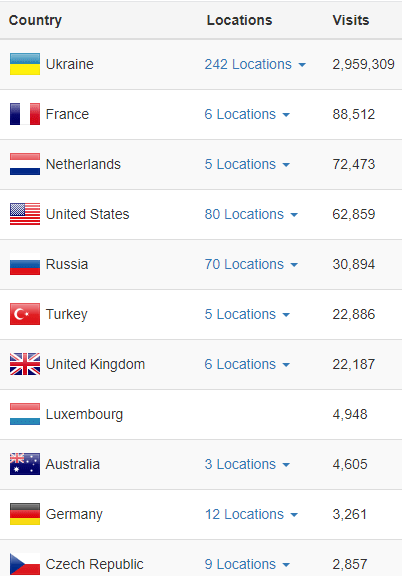 Country Locations Visits
Ukraine 242 Locations 2,959,309
France 6 Locations 88,512
Netherlands 5 Locations 72,473
United States 80 Locations 62,859
Russia 70 Locations 30,894
Turkey 5 Locations 22,886
United Kingdom 6 Locations 22,187
Luxembourg 4,948
Australia 3 Locations 4,605
Germany 12 Locations 3,261
Czech Republic 9 Locations 2,857